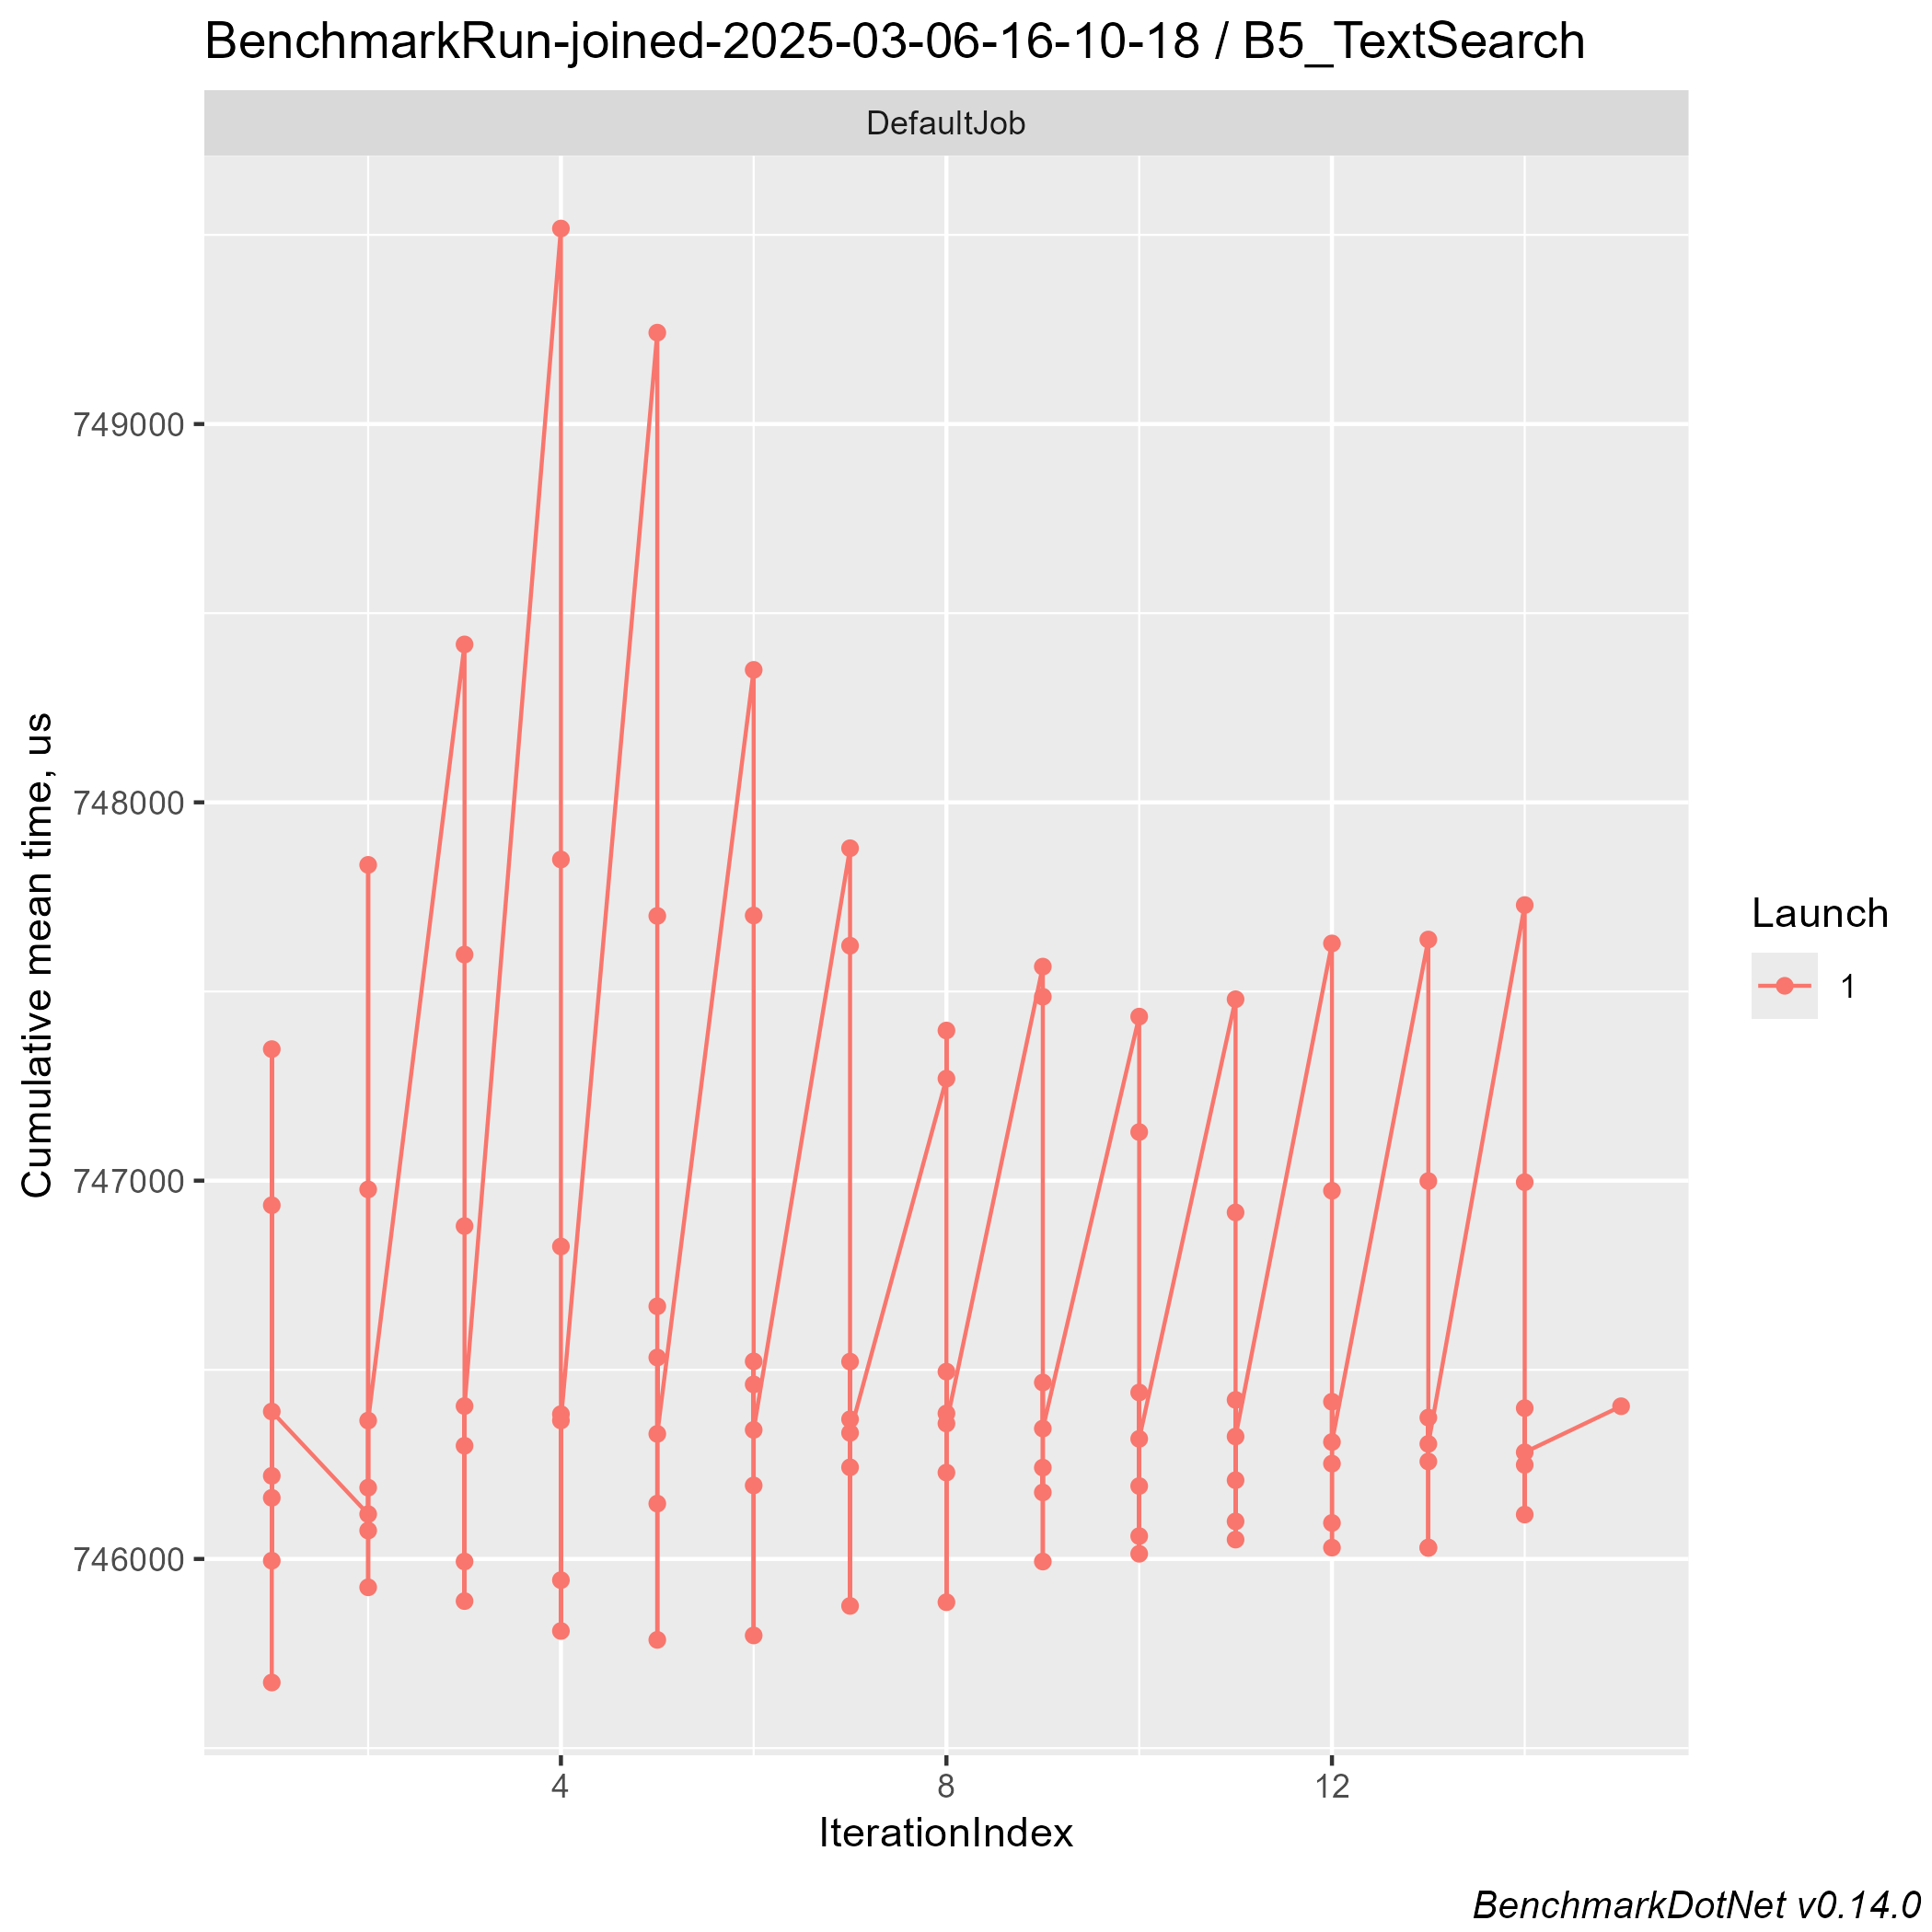 BenchmarkRun-joined-2025-03-06-16-10-18 / B5_TextSearch
DefaultJob
Cumulative mean time, us
749000
748000
747000
746000
4
8
12
IterationIndex
Launch
1
BenchmarkDotNet v0.14.0